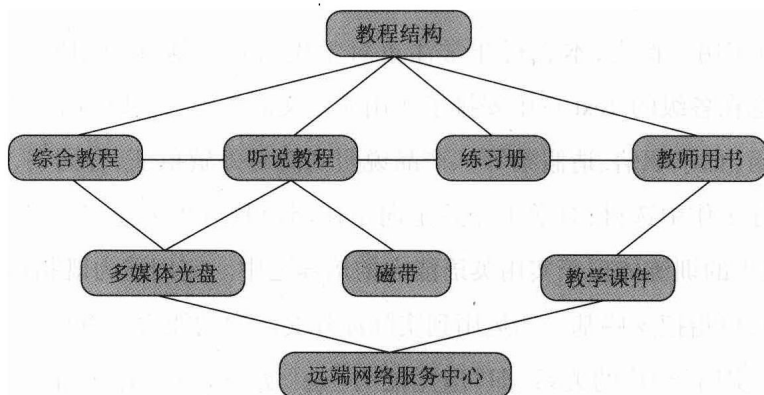 教程结构
综合教程
听说教程
练习册
教师用书
多媒体光盘
磁带
教学课件
远端网络服务中心